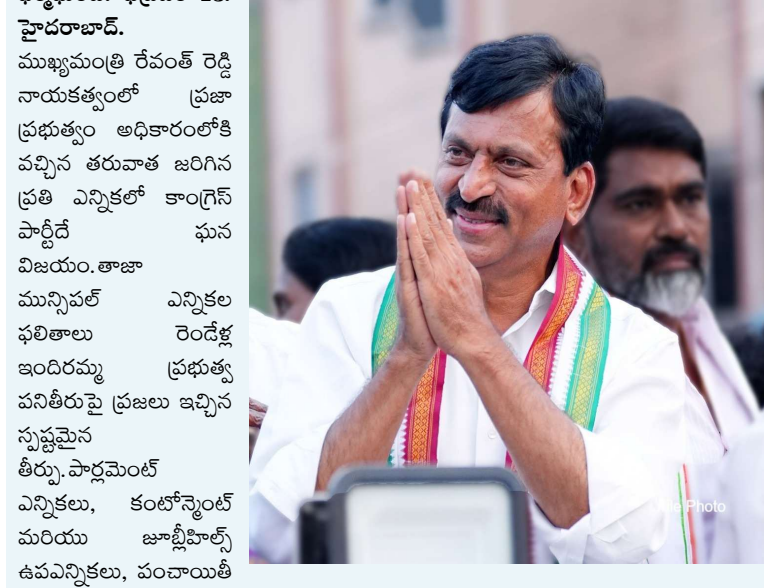 హైదరాబాద్.
ముఖ్యమంత్రి రేవంత్ రెడ్డి
నాయకత్వంలో ప్రజా
ప్రభుత్వం అధికారంలోకి
వచ్చిన తరువాత జరిగిన
ప్రతి ఎన్నికలో కాంగ్రెస్
పార్టీదే ఘన
విజయం.తాజా
మున్సిపల్ ఎన్నికల
ఫలితాలు రెండేళ్ల
ఇందిరమ్మ ప్రభుత్వ
పనితీరుపై ప్రజలు ఇచ్చిన
స్పష్టమైన
తీర్పు.పార్లమెంట్
ఎన్నికలు, కంటోన్మెంట్
మరియు జూబ్లీహిల్స్
ఉపఎన్నికలు, పంచాయితీ
Photo